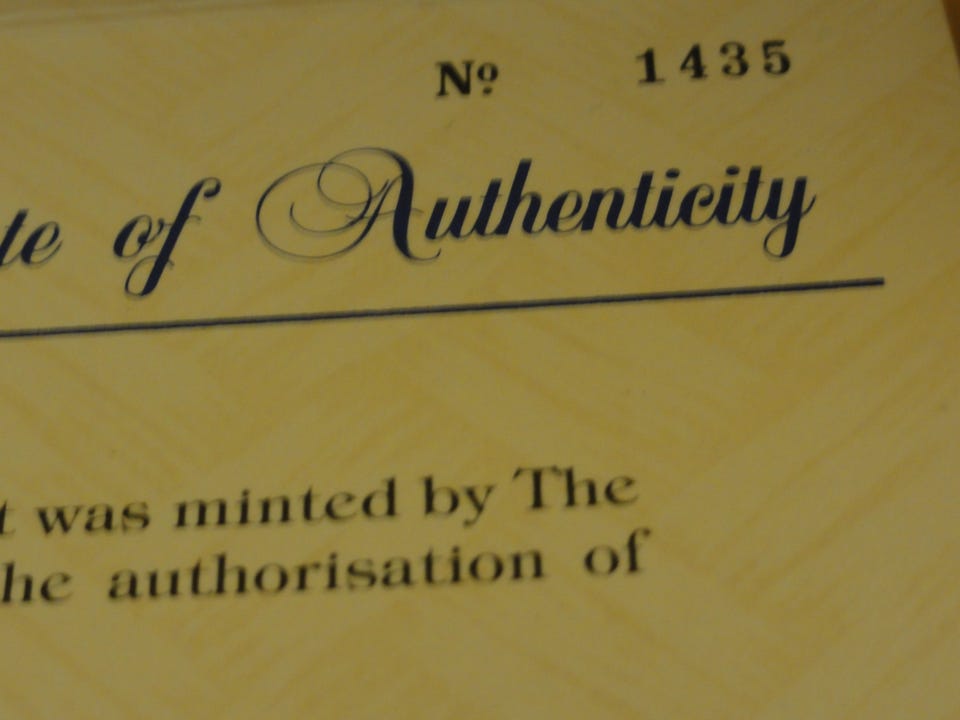 Nº 1435
te of Authenticity
t was minted by The
he authorisation of